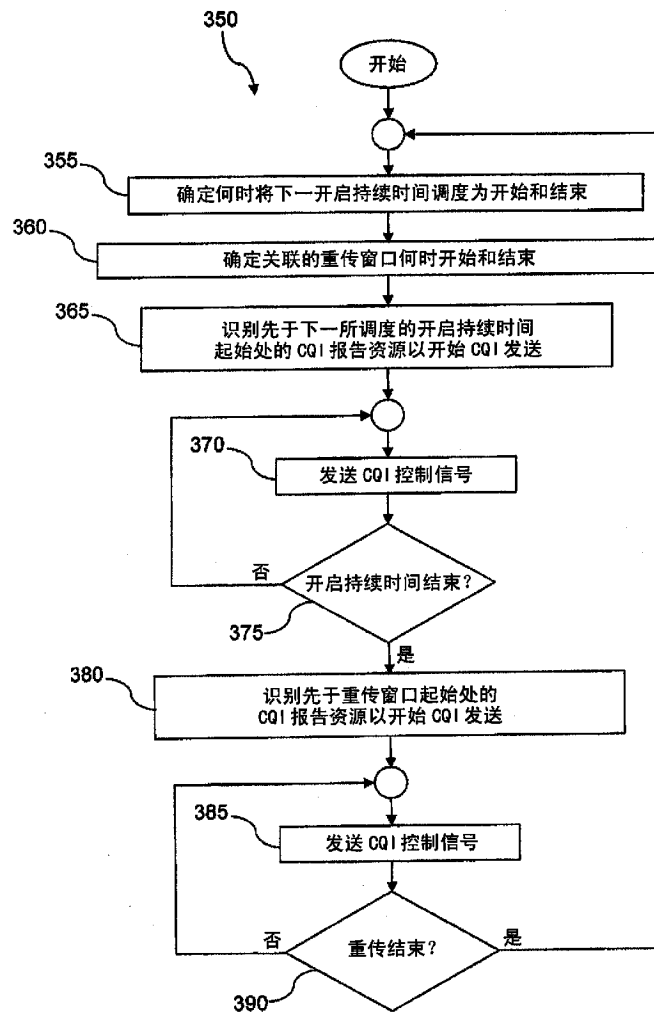 350
开始
355
确定何时将下一开启持续时间调度为开始和结束
360
确定关联的重传窗口何时开始和结束
365
识别先于下一所调度的开启持续时间
起始处的 CQI 报告资源以开始 CQI 发送
370
发送 CQI 控制信号
否
开启持续时间结束？
375
是
380
识别先于重传窗口起始处的
CQI 报告资源以开始 CQI 发送
385
发送 CQI 控制信号
否
重传结束？
是
390